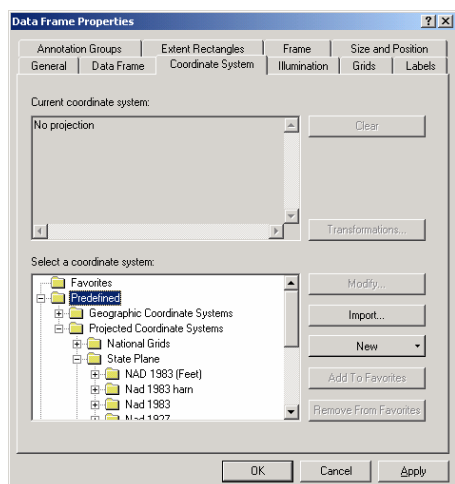 Data Frame Properties
Annotation Groups Extent Rectangles Frame Size and Position
General Data Frame Coordinate System Illumination Grids Labels
Current coordinate system:
No projection
Clear
Transformations...
Select a coordinate system:
Favorites
Predefined
Geographic Coordinate Systems
Projected Coordinate Systems
National Grids
State Plane
NAD 1983 (Feet)
Nad 1983 harn
Nad 1983
Nad 1927
Modify...
Import...
New
Add To Favorites
Remove From Favorites
OK Cancel Apply